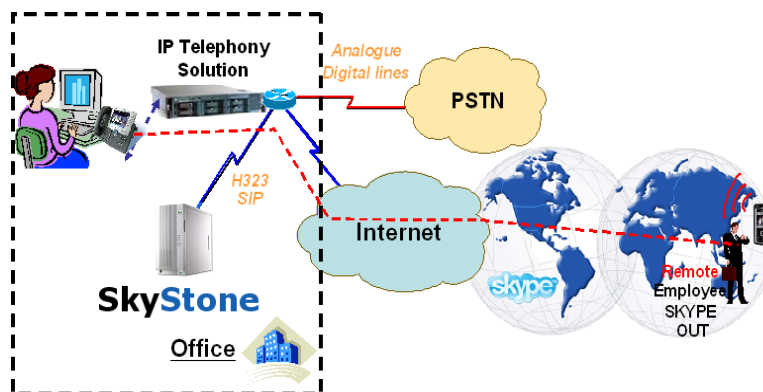 IP Telephony
Solution
Analogue
Digital lines
PSTN
H323
SIP
Internet
SkyStone
Office
skype
Remote
Employee
SKYPE
OUT